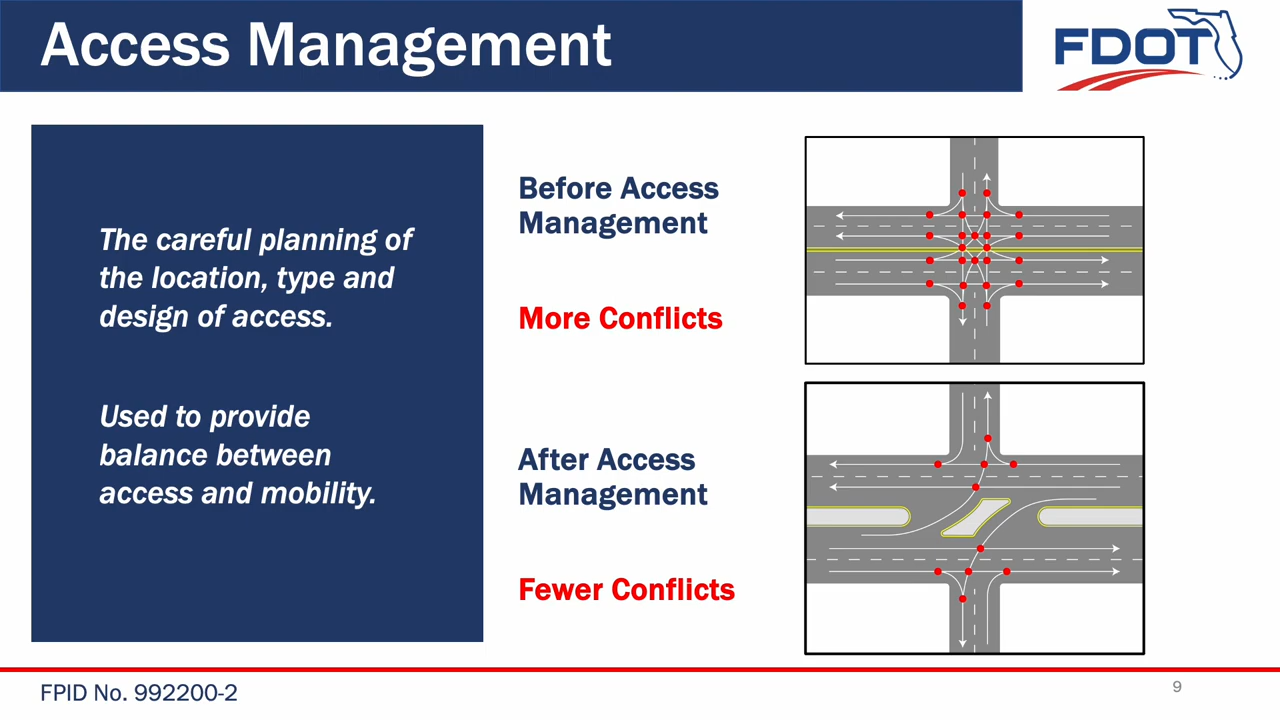 Access Management
FDOT
The careful planning of
the location, type and
design of access.
Used to provide
balance between
access and mobility.
Before Access
Management
More Conflicts
After Access
Management
Fewer Conflicts
FPID No. 992200-2
9